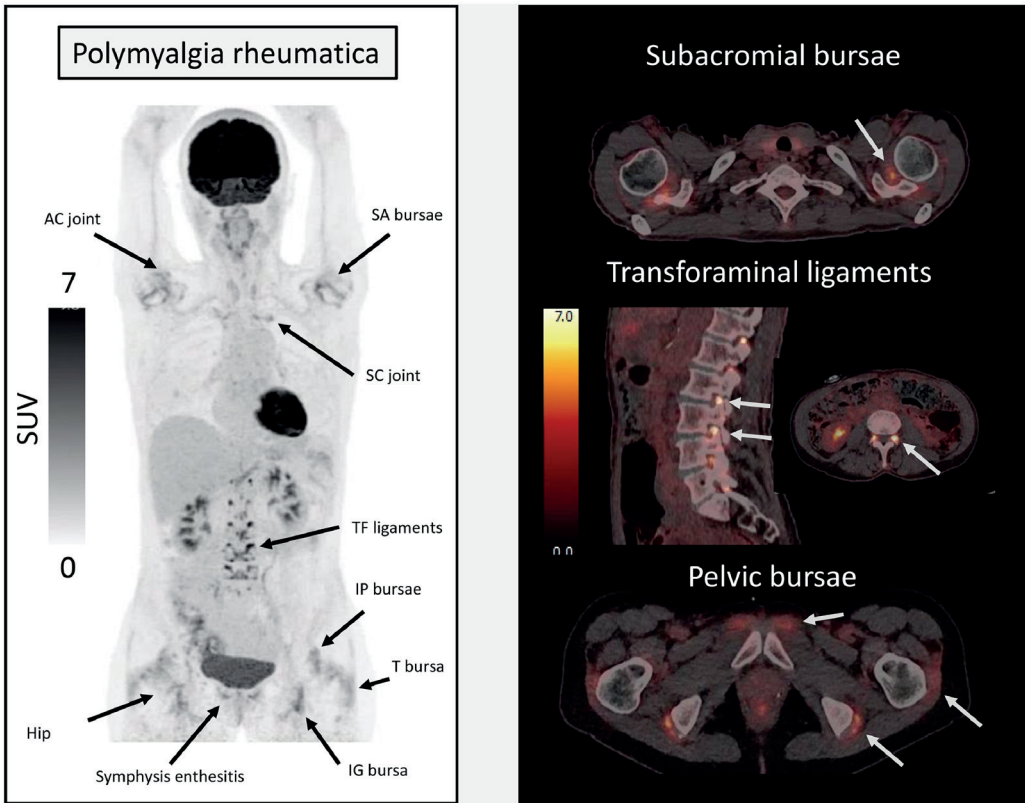 Polymyalgia rheumatica
AC joint
SA bursae
7
SC joint
SUV
0
TF ligaments
IP bursae
T bursa
Hip
Symphysis enthesitis
IG bursa
Subacromial bursae
Transforaminal ligaments
7.0
0.0
Pelvic bursae